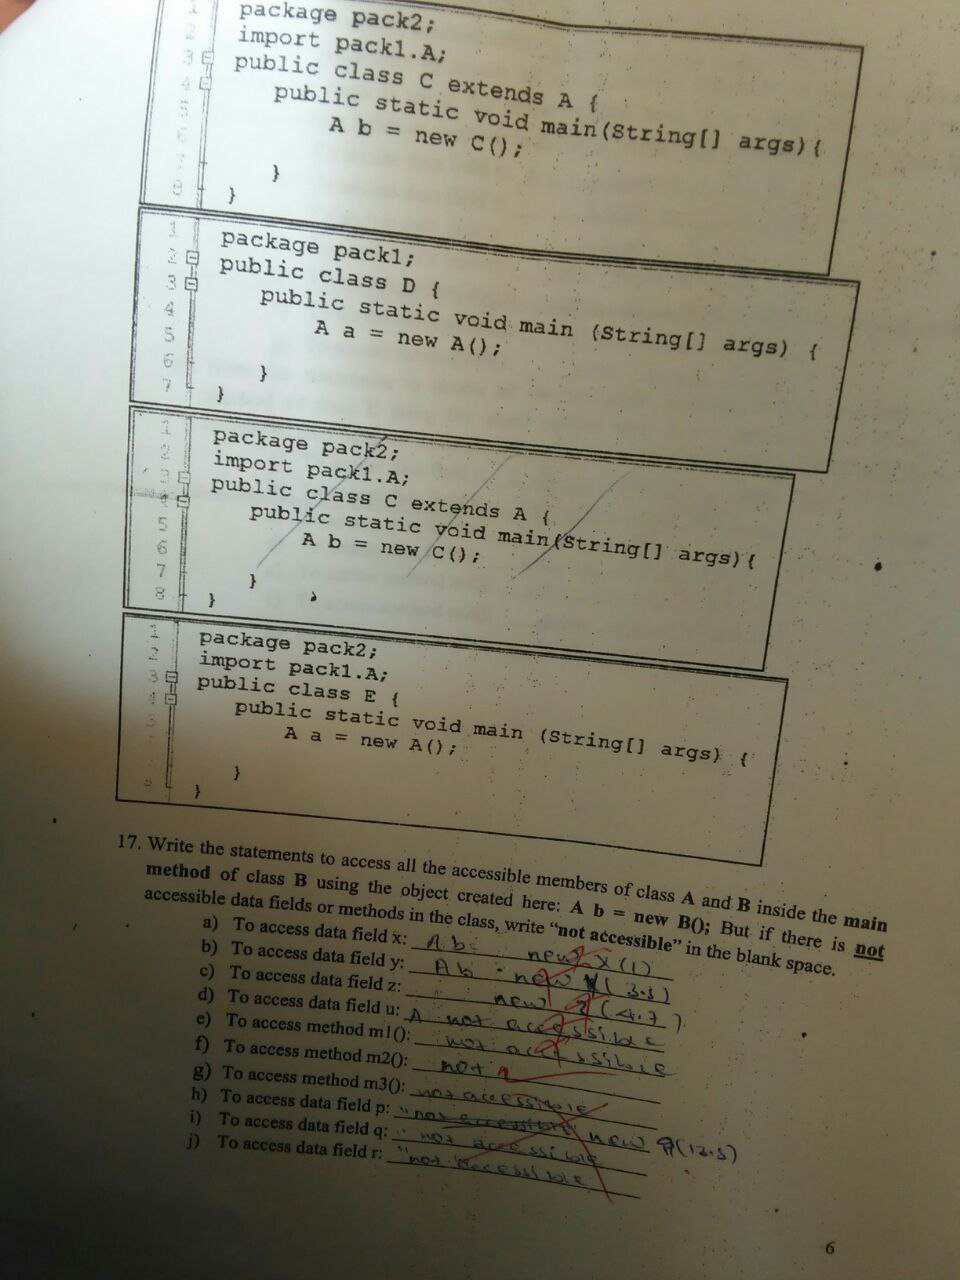 1 package pack2;
2 import pack1.A;
3 public class C extends A {
4 public static void main(String[] args){
5 A b = new C();
6
7 }
8 }
1 package pack1;
2 public class D {
3 public static void main (String[] args) {
4 A a = new A();
5
6 }
7 }
1 package pack2;
2 import pack1.A;
3 public class C extends A {
4 public static void main(String[] args){
5 A b = new C();
6
7 }
8 }
1 package pack2;
2 import pack1.A;
3 public class E {
4 public static void main (String[] args) {
5 A a = new A();
}
8 }
17. Write the statements to access all the accessible members of class A and B inside the main
method of class B using the object created here: A b = new B(); But if there is not
accessible data fields or methods in the class, write “not accessible” in the blank space.
a) To access data field x: A b = new X(1)
b) To access data field y: A b = new Y(3.5)
c) To access data field z: new (4.7)
d) To access data field u: A not accessible
e) To access method m1(): not accessible
f) To access method m2(): not
g) To access method m3(): not accessible
h) To access data field p: "not accessible" new (12.5)
i) To access data field q: "not accessible
j) To access data field r: "not accessible
6